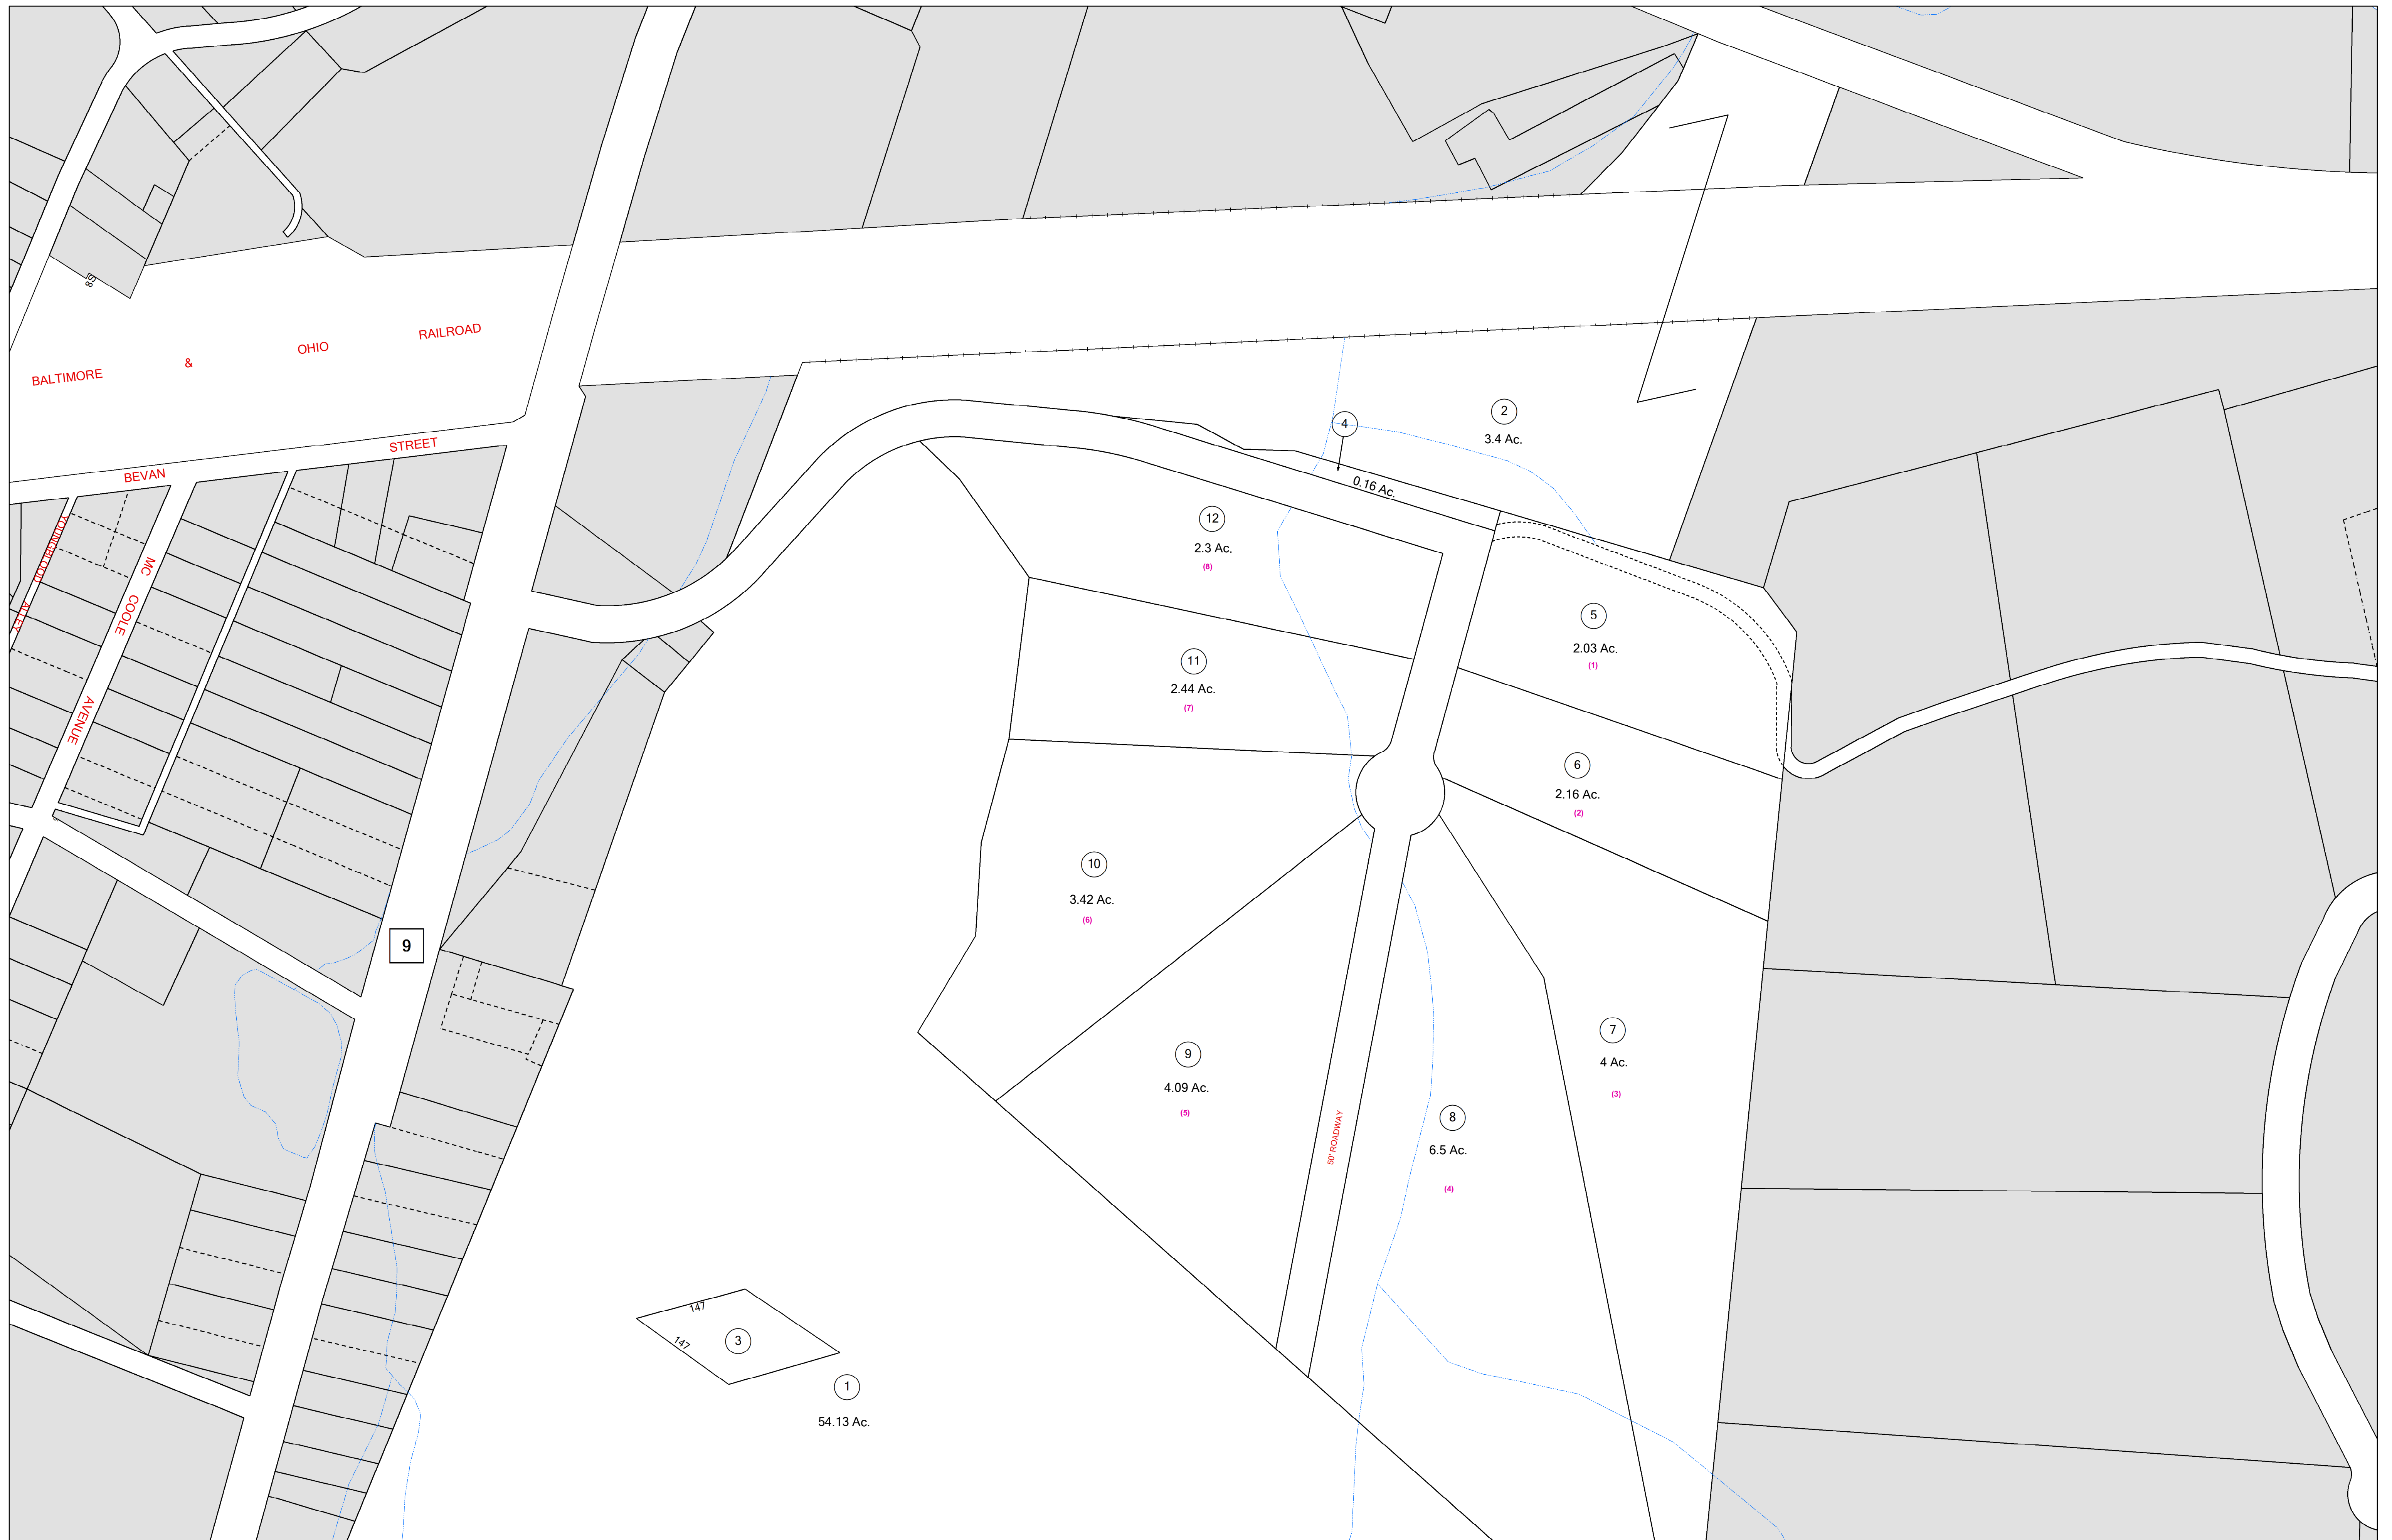 8S
BALTIMORE & OHIO RAILROAD
BEVAN STREET
YOUNGBLOOD ALLEY
MC COOLE AVENUE
9
2
3.4 Ac.
4
0.16 Ac.
12
2.3 Ac.
(8)
5
2.03 Ac.
(1)
11
2.44 Ac.
(7)
6
2.16 Ac.
(2)
10
3.42 Ac.
(6)
9
4.09 Ac.
(5)
7
4 Ac.
(3)
8
6.5 Ac.
(4)
50' ROADWAY
147
147
3
1
54.13 Ac.